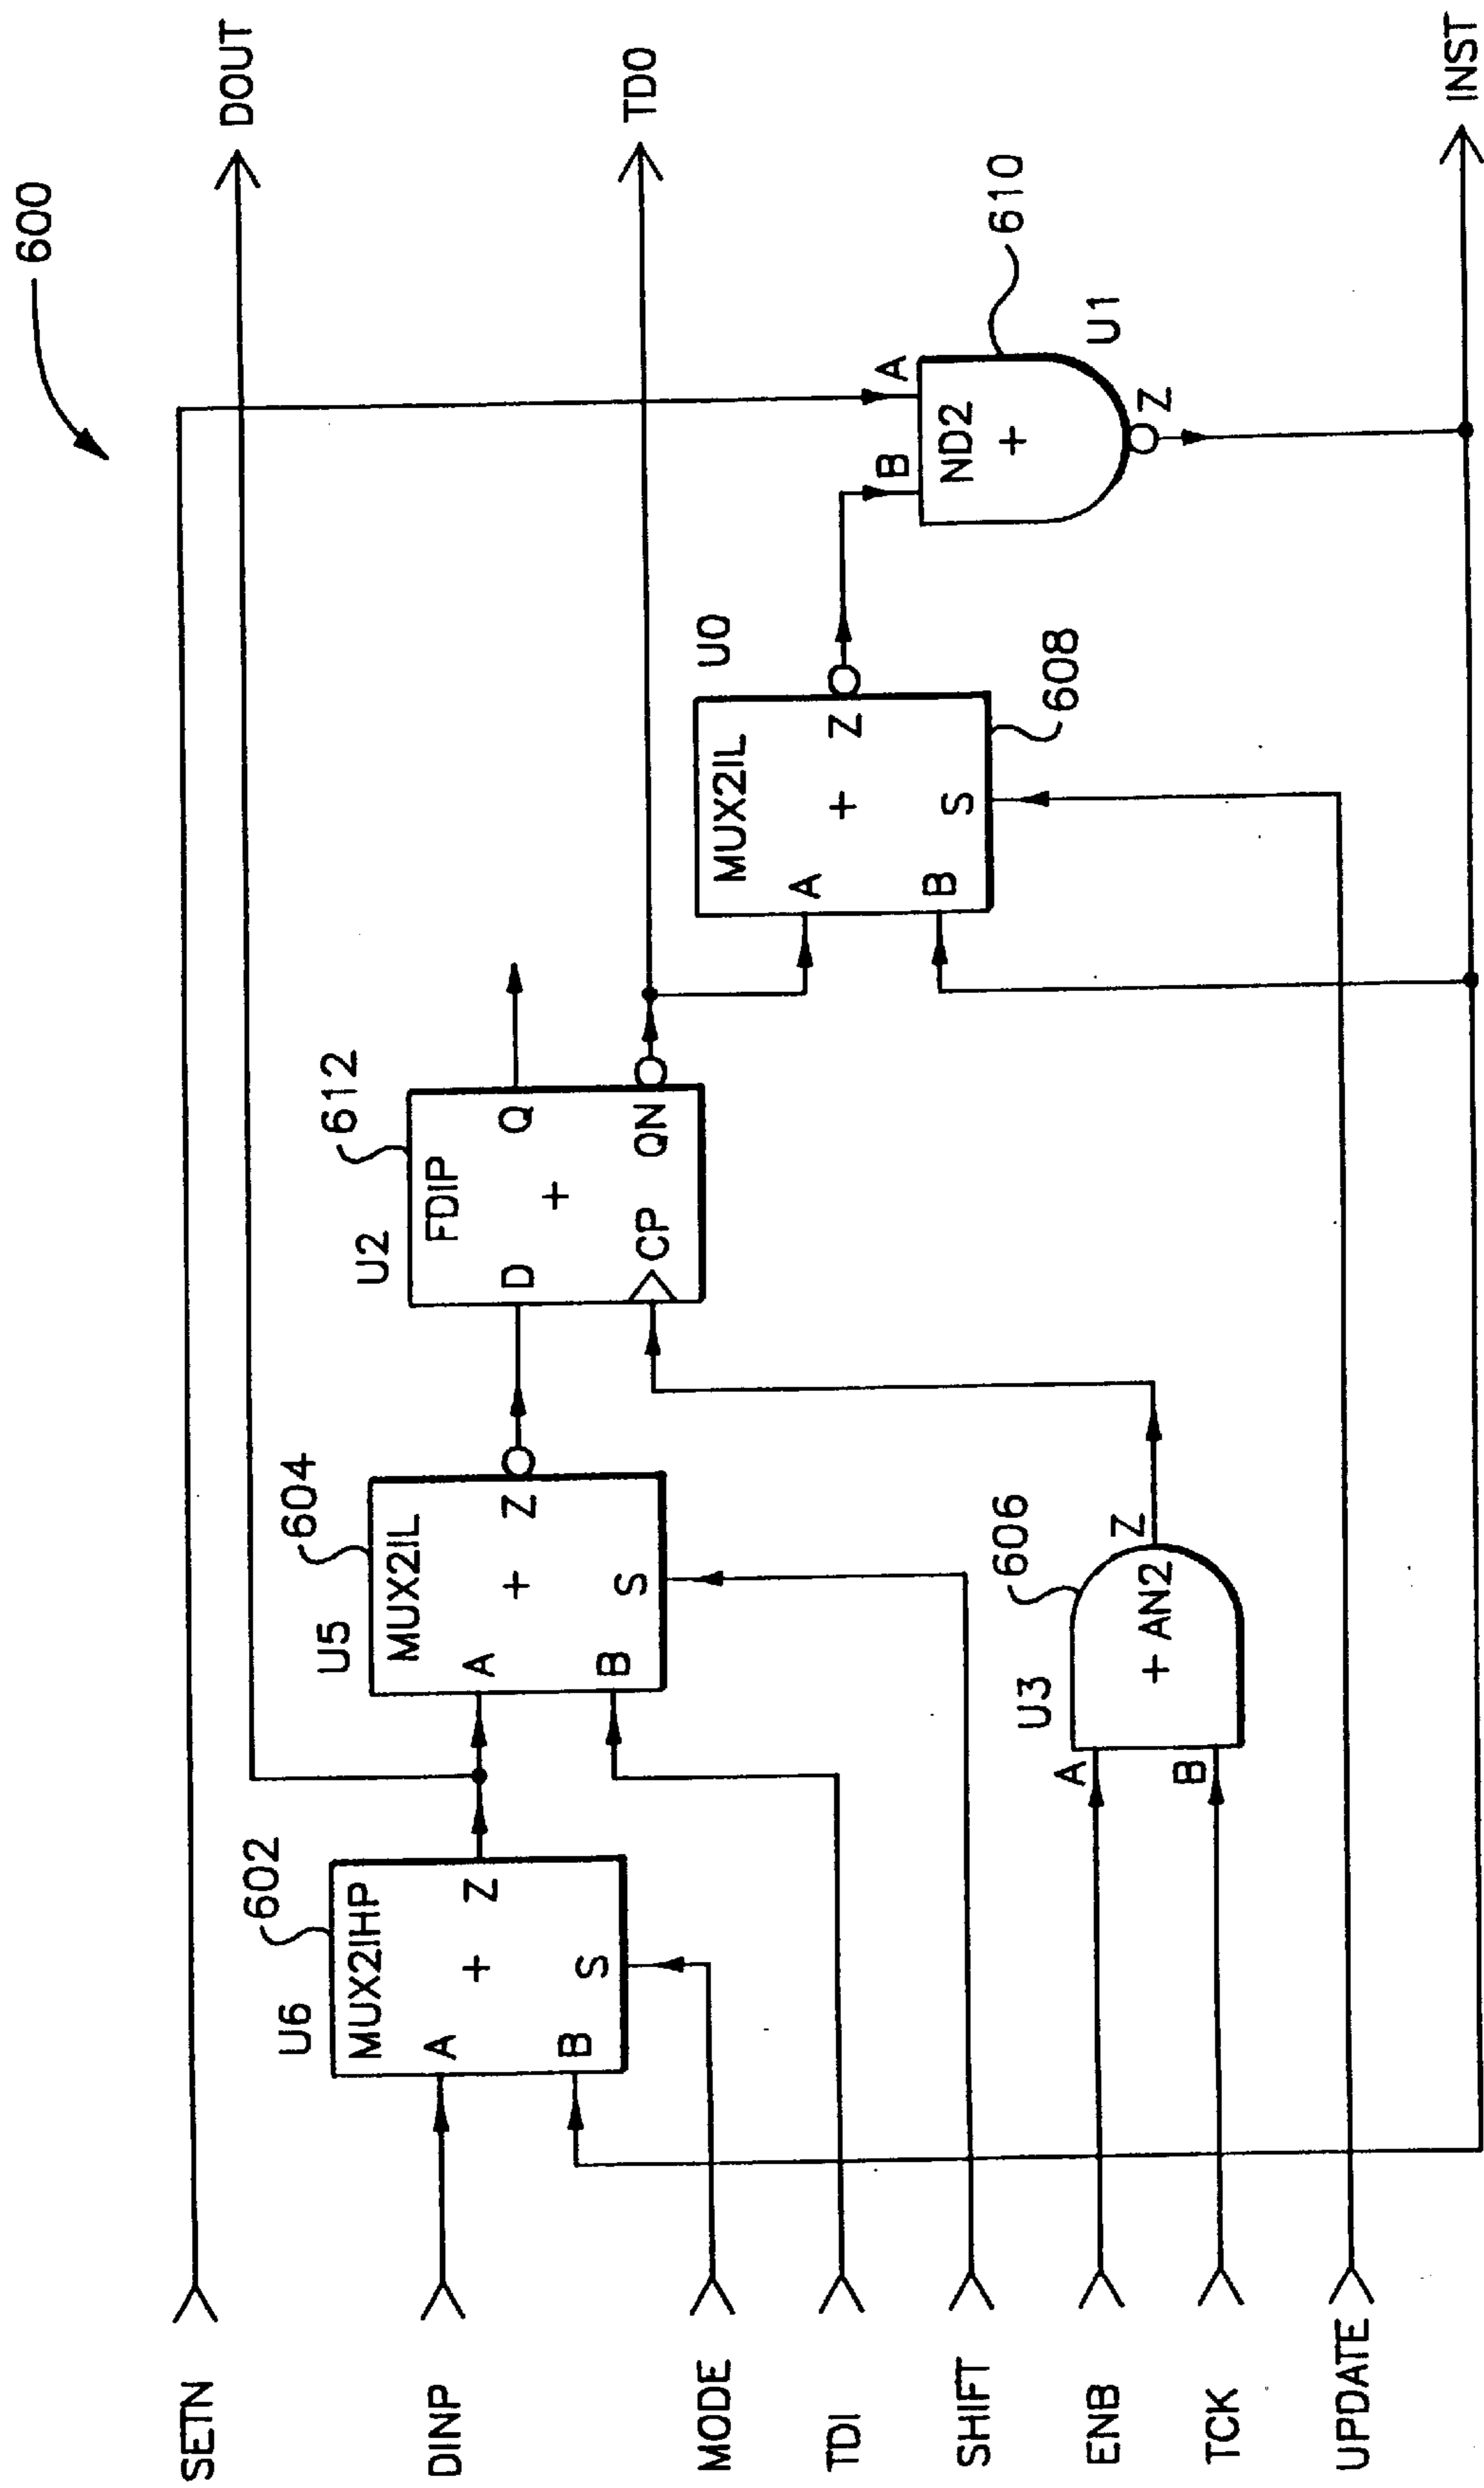 600
SETN
DINP
MODE
TDI
SHIFT
ENB
TCK
UPDATE
U6
602
MUX2IHP
A
B
S
Z
U5
604
MUX2IL
A
B
S
Z
U3
606
A
B
+ AN2
Z
U2
612
FDIP
D
CP
Q
QN
U0
608
MUX2IL
A
B
S
Z
610
U1
ND2
A
B
Z
DOUT
TDO
INST